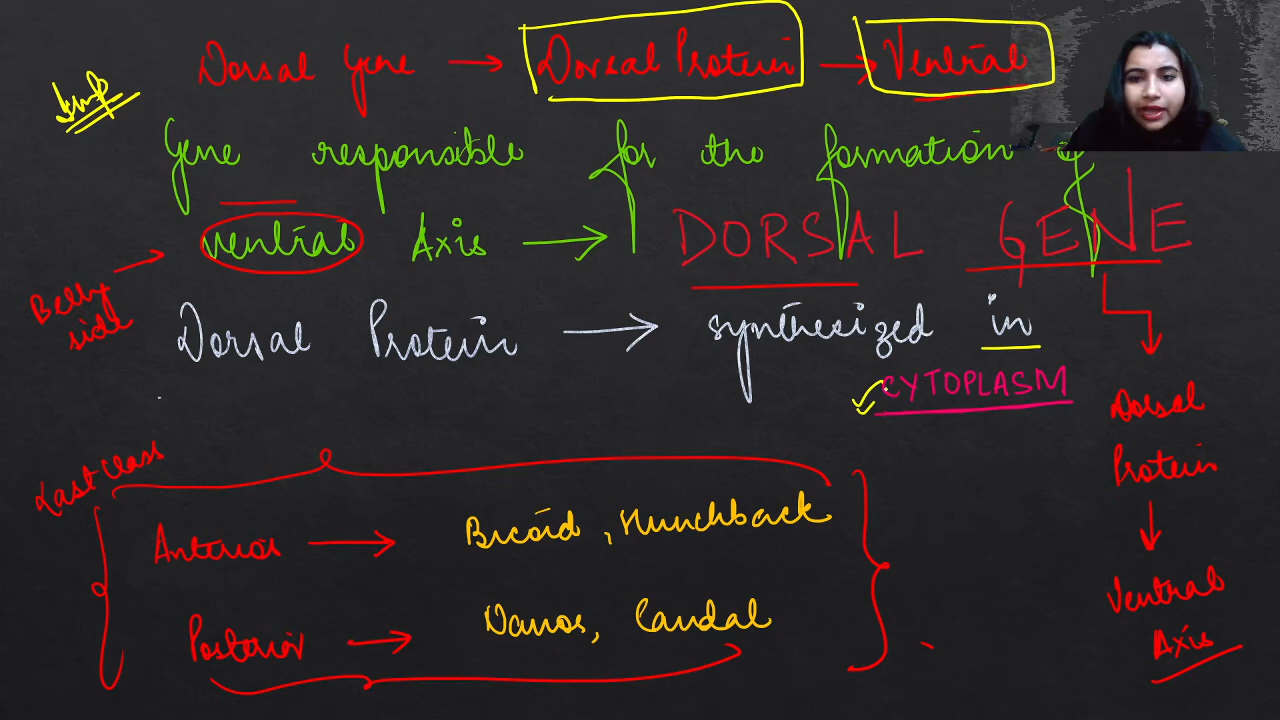 Dorsal Gene → Dorsal Protein → Ventral
Imp
Gene responsible for the formation of
Ventral Axis → DORSAL GENE
Belly
side
Dorsal Protein → synthesized in
CYTOPLASM
Dorsal
Protein
↓
Ventral
Axis
Last Class
Anterior → Bicoid, Hunchback
Posterior → Nanos, Caudal